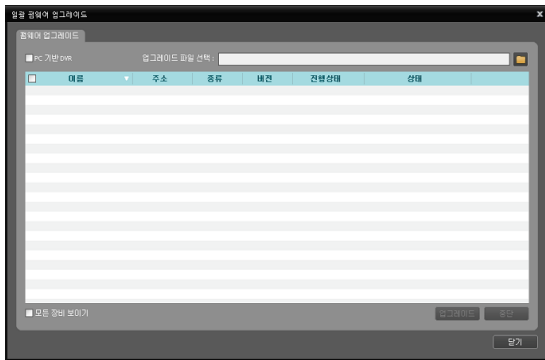 일괄 펌웨어 업그레이드 x
펌웨어 업그레이드
PC 기반 DVR 업그레이드 파일 선택 :
이름 주소 종류 버전 진행상태 상태
모든 장비 보이기 업그레이드 중단
닫기